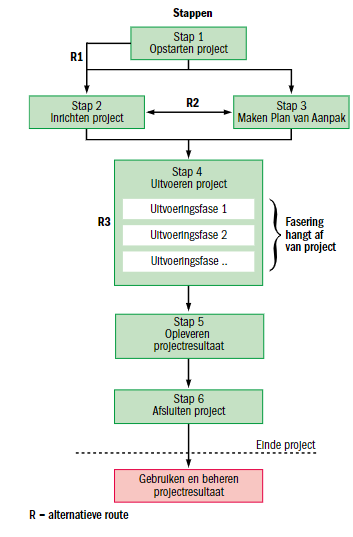 Stappen
Stap 1
Opstarten project
R1
Stap 2
Inrichten project
R2
Stap 3
Maken Plan van Aanpak
Stap 4
Uitvoeren project
R3
Uitvoeringsfase 1
Uitvoeringsfase 2
Uitvoeringsfase ..
Fasering
hangt af
van project
Stap 5
Opleveren
projectresultaat
Stap 6
Afsluiten project
Einde project
Gebruiken en beheren
projectresultaat
R – alternatieve route